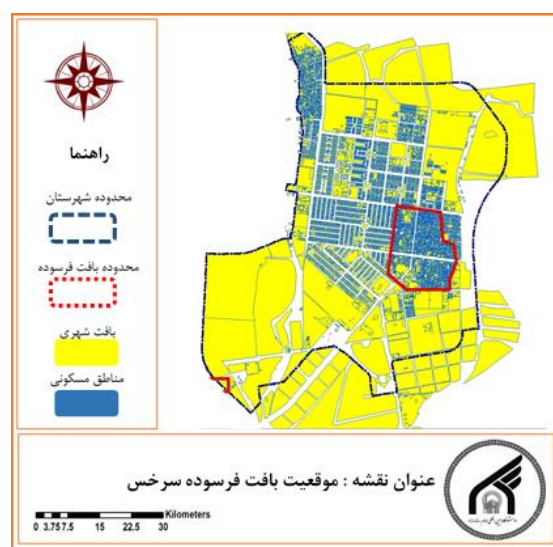 راهنما
محدوده شهرستان
محدوده بافت فرسوده
بافت شهری
مناطق مسکونی
عنوان نقشه : موقعیت بافت فرسوده سرخس
Kilometers
0 3.75 7.5 15 22.5 30